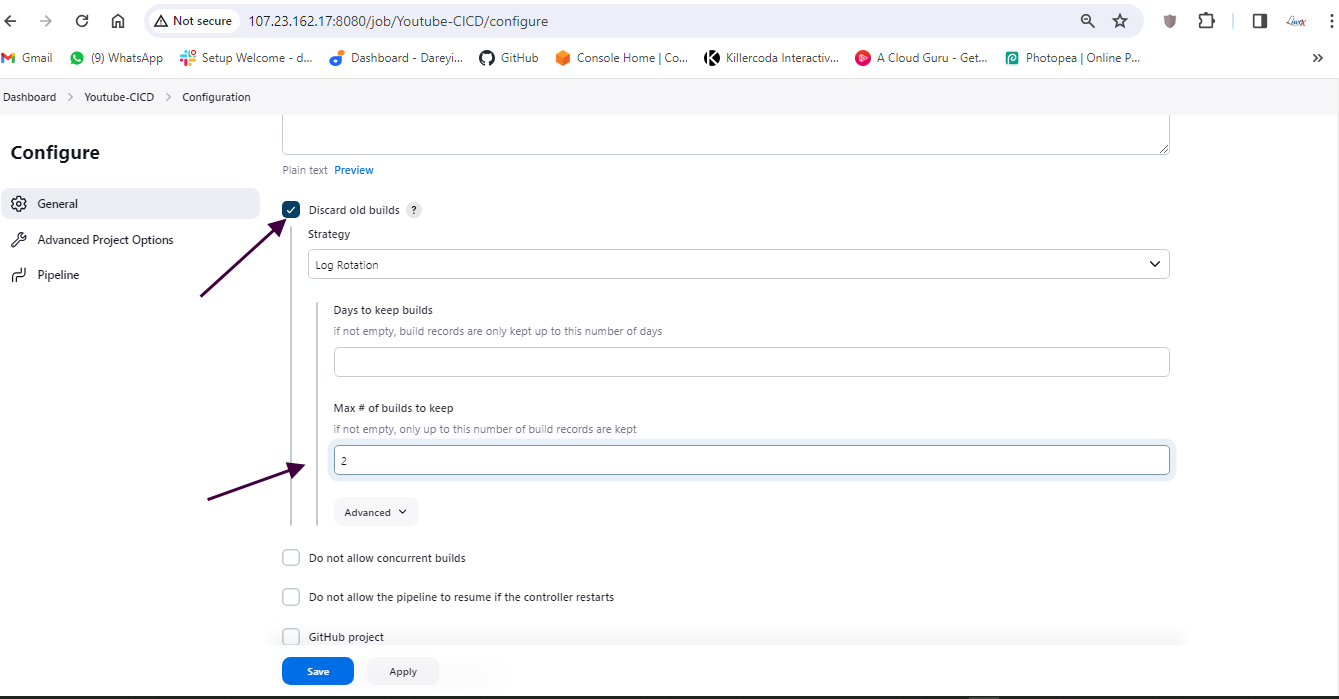 Not secure 107.23.162.17:8080/job/Youtube-CICD/configure
Gmail (9) WhatsApp Setup Welcome - d... Dashboard - Dareyi... GitHub Console Home | Co... Killercoda Interactiv... A Cloud Guru - Get... Photopea | Online P... »
Dashboard > Youtube-CICD > Configuration
Configure
General
Advanced Project Options
Pipeline
Plain text Preview
Discard old builds ?
Strategy
Log Rotation
Days to keep builds
if not empty, build records are only kept up to this number of days
Max # of builds to keep
if not empty, only up to this number of build records are kept
2
Advanced
Do not allow concurrent builds
Do not allow the pipeline to resume if the controller restarts
GitHub project
Save Apply